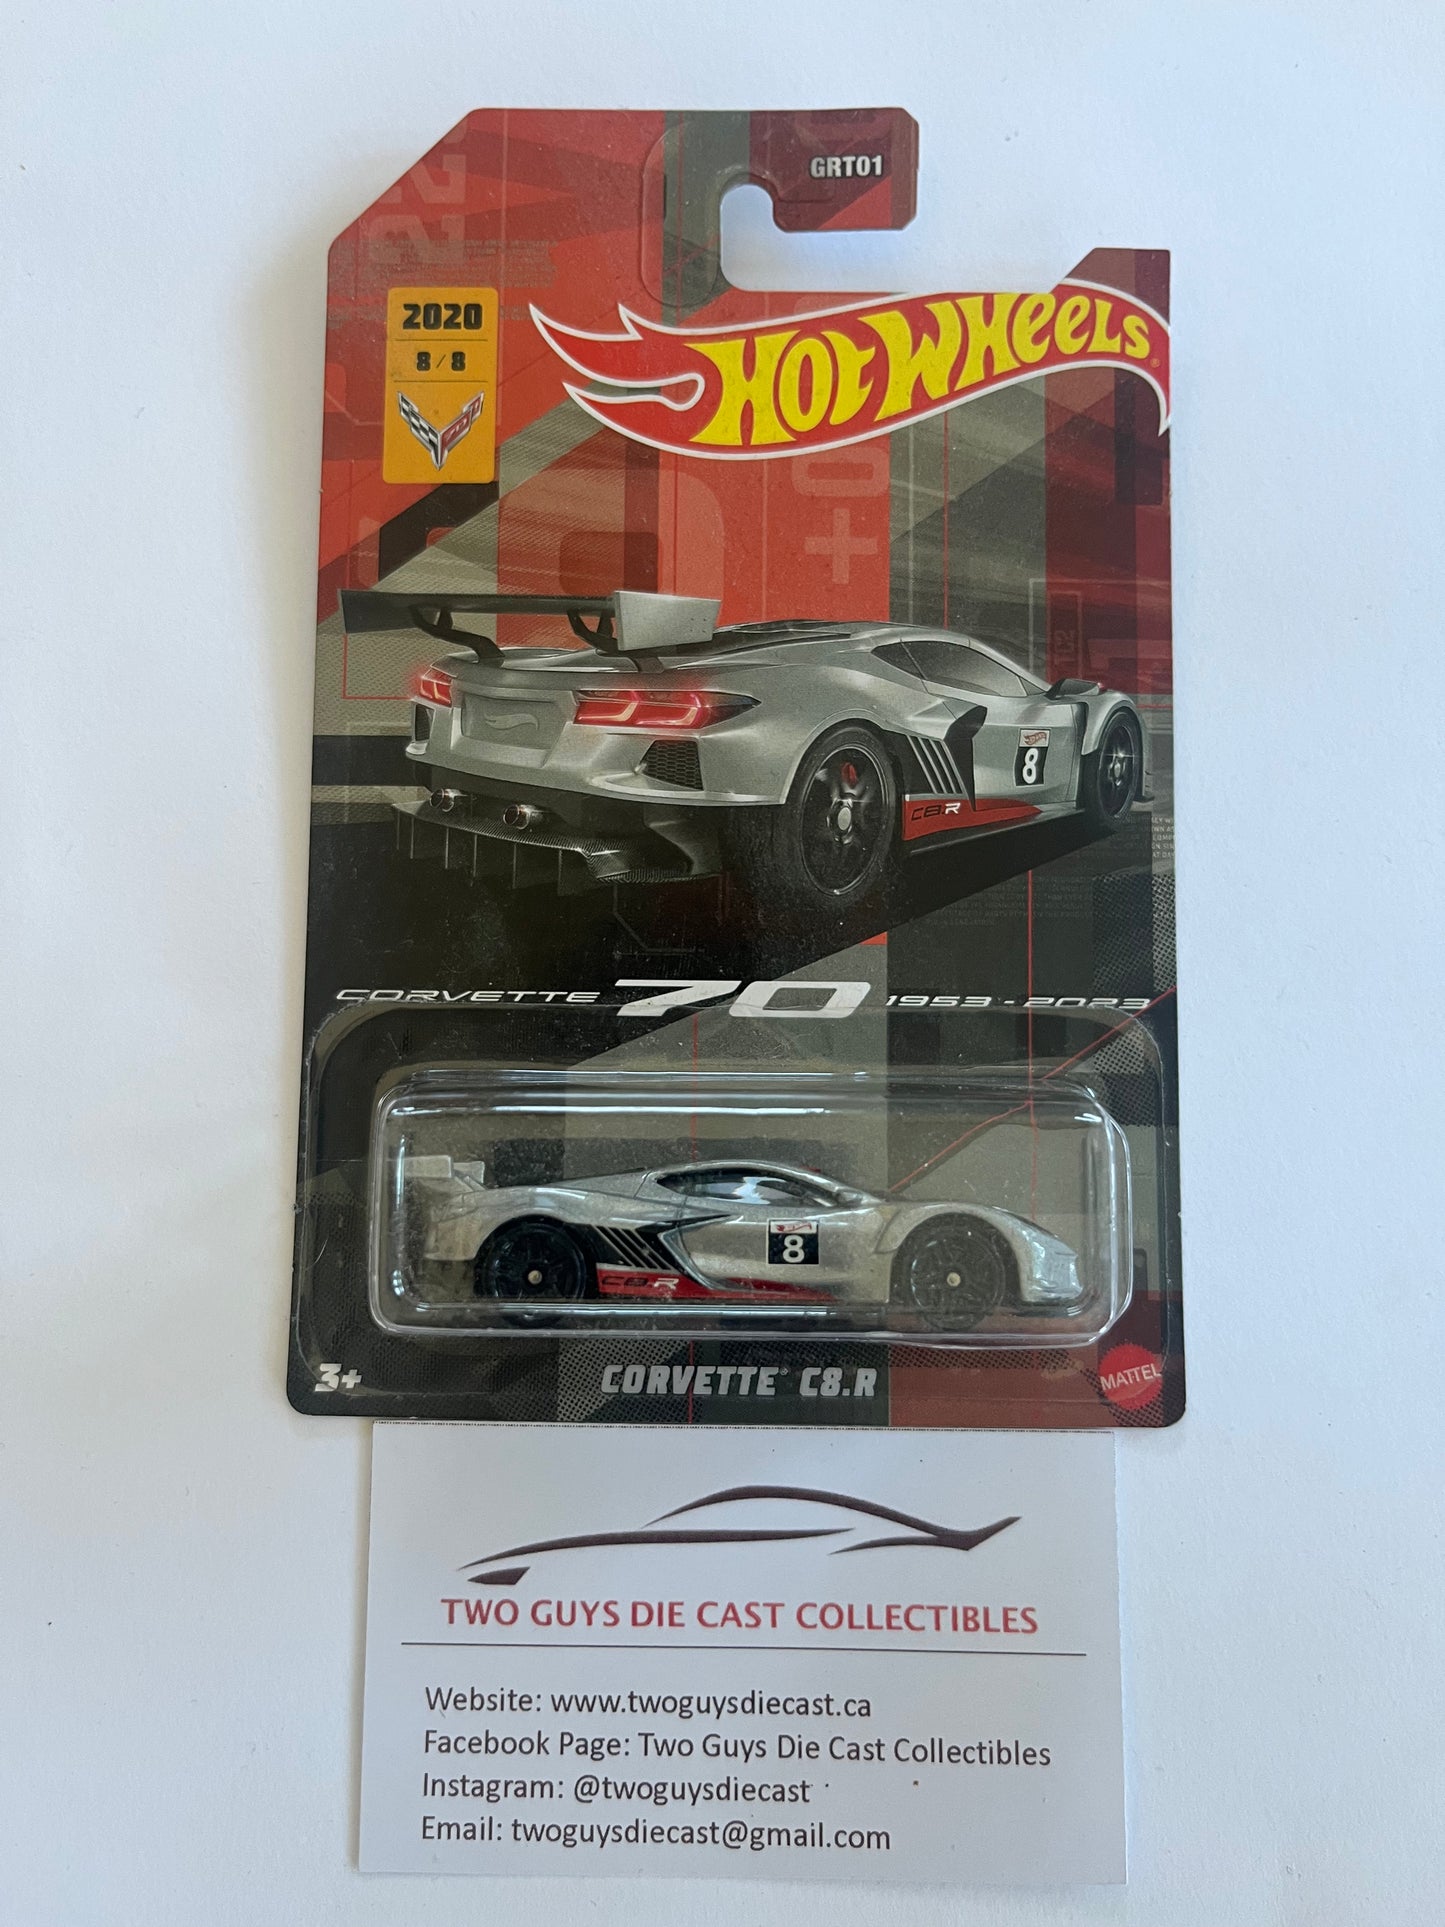 GRT01
2020
8/8
70
HOT WHEELS
8
C8.R
CORVETTE 70 1953 - 2023
8
C8.R
3+
CORVETTE C8.R
MATTEL
TWO GUYS DIE CAST COLLECTIBLES
Website: www.twoguysdiecast.ca
Facebook Page: Two Guys Die Cast Collectibles
Instagram: @twoguysdiecast
Email: twoguysdiecast@gmail.com